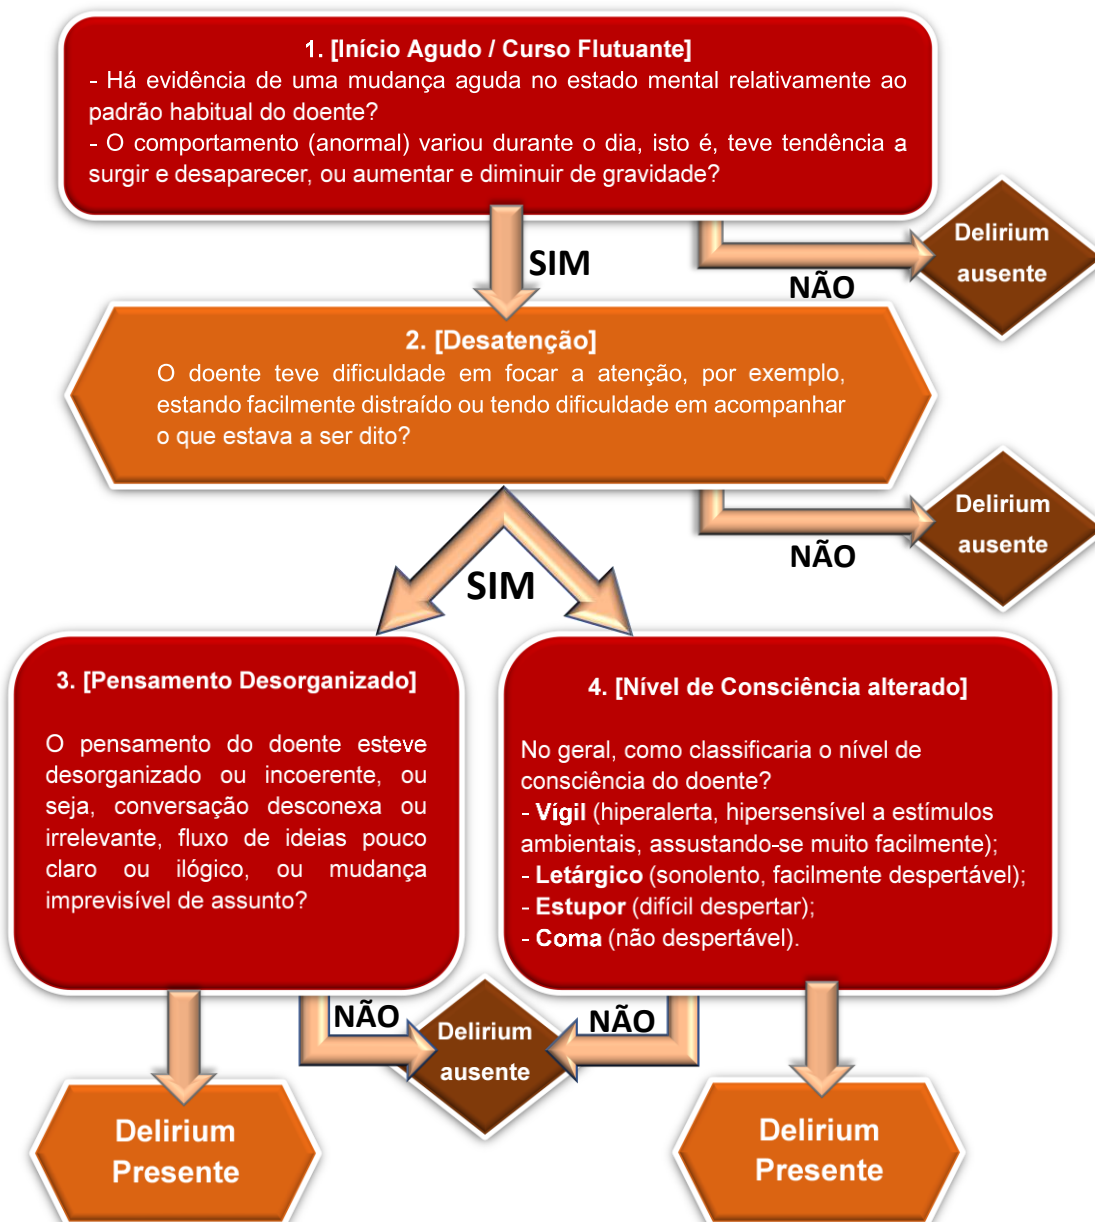 1. [Início Agudo / Curso Flutuante]
- Há evidência de uma mudança aguda no estado mental relativamente ao
padrão habitual do doente?
- O comportamento (anormal) variou durante o dia, isto é, teve tendência a
surgir e desaparecer, ou aumentar e diminuir de gravidade?
SIM
NÃO
Delirium
ausente
2. [Desatenção]
O doente teve dificuldade em focar a atenção, por exemplo,
estando facilmente distraído ou tendo dificuldade em acompanhar
o que estava a ser dito?
SIM
NÃO
Delirium
ausente
3. [Pensamento Desorganizado]
O pensamento do doente esteve
desorganizado ou incoerente, ou
seja, conversação desconexa ou
irrelevante, fluxo de ideias pouco
claro ou ilógico, ou mudança
imprevisível de assunto?
4. [Nível de Consciência alterado]
No geral, como classificaria o nível de
consciência do doente?
- Vígil (hiperalerta, hipersensível a estímulos
ambientais, assustando-se muito facilmente);
- Letárgico (sonolento, facilmente despertável);
- Estupor (difícil despertar);
- Coma (não despertável).
NÃO
NÃO
Delirium
ausente
Delirium
Presente
Delirium
Presente